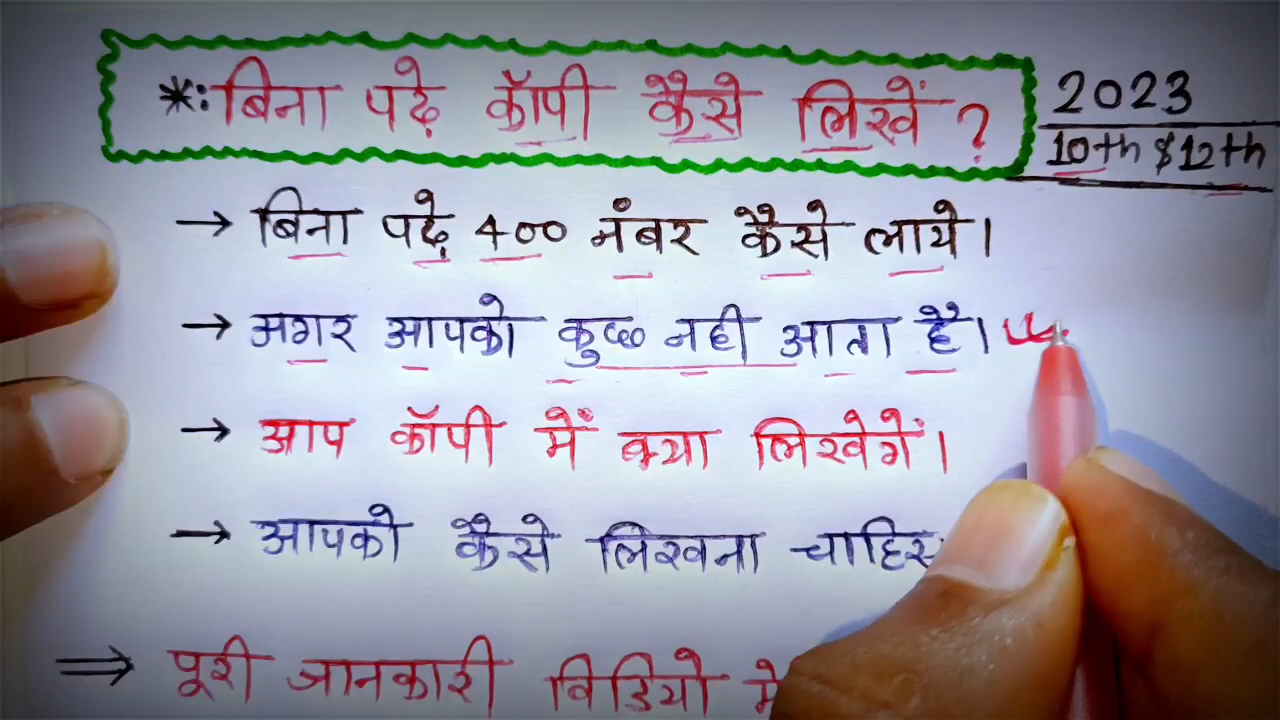 *: बिना पढ़े कॉपी कैसे लिखें ?
2023
10th $ 12th
→ बिना पढ़े 400 नंबर कैसे लाये।
→ अगर आपको कुछ नही आता है।
→ आप कॉपी में क्या लिखेगें।
→ आपको कैसे लिखना
⇒ पूरी जानकारी विडियो मे